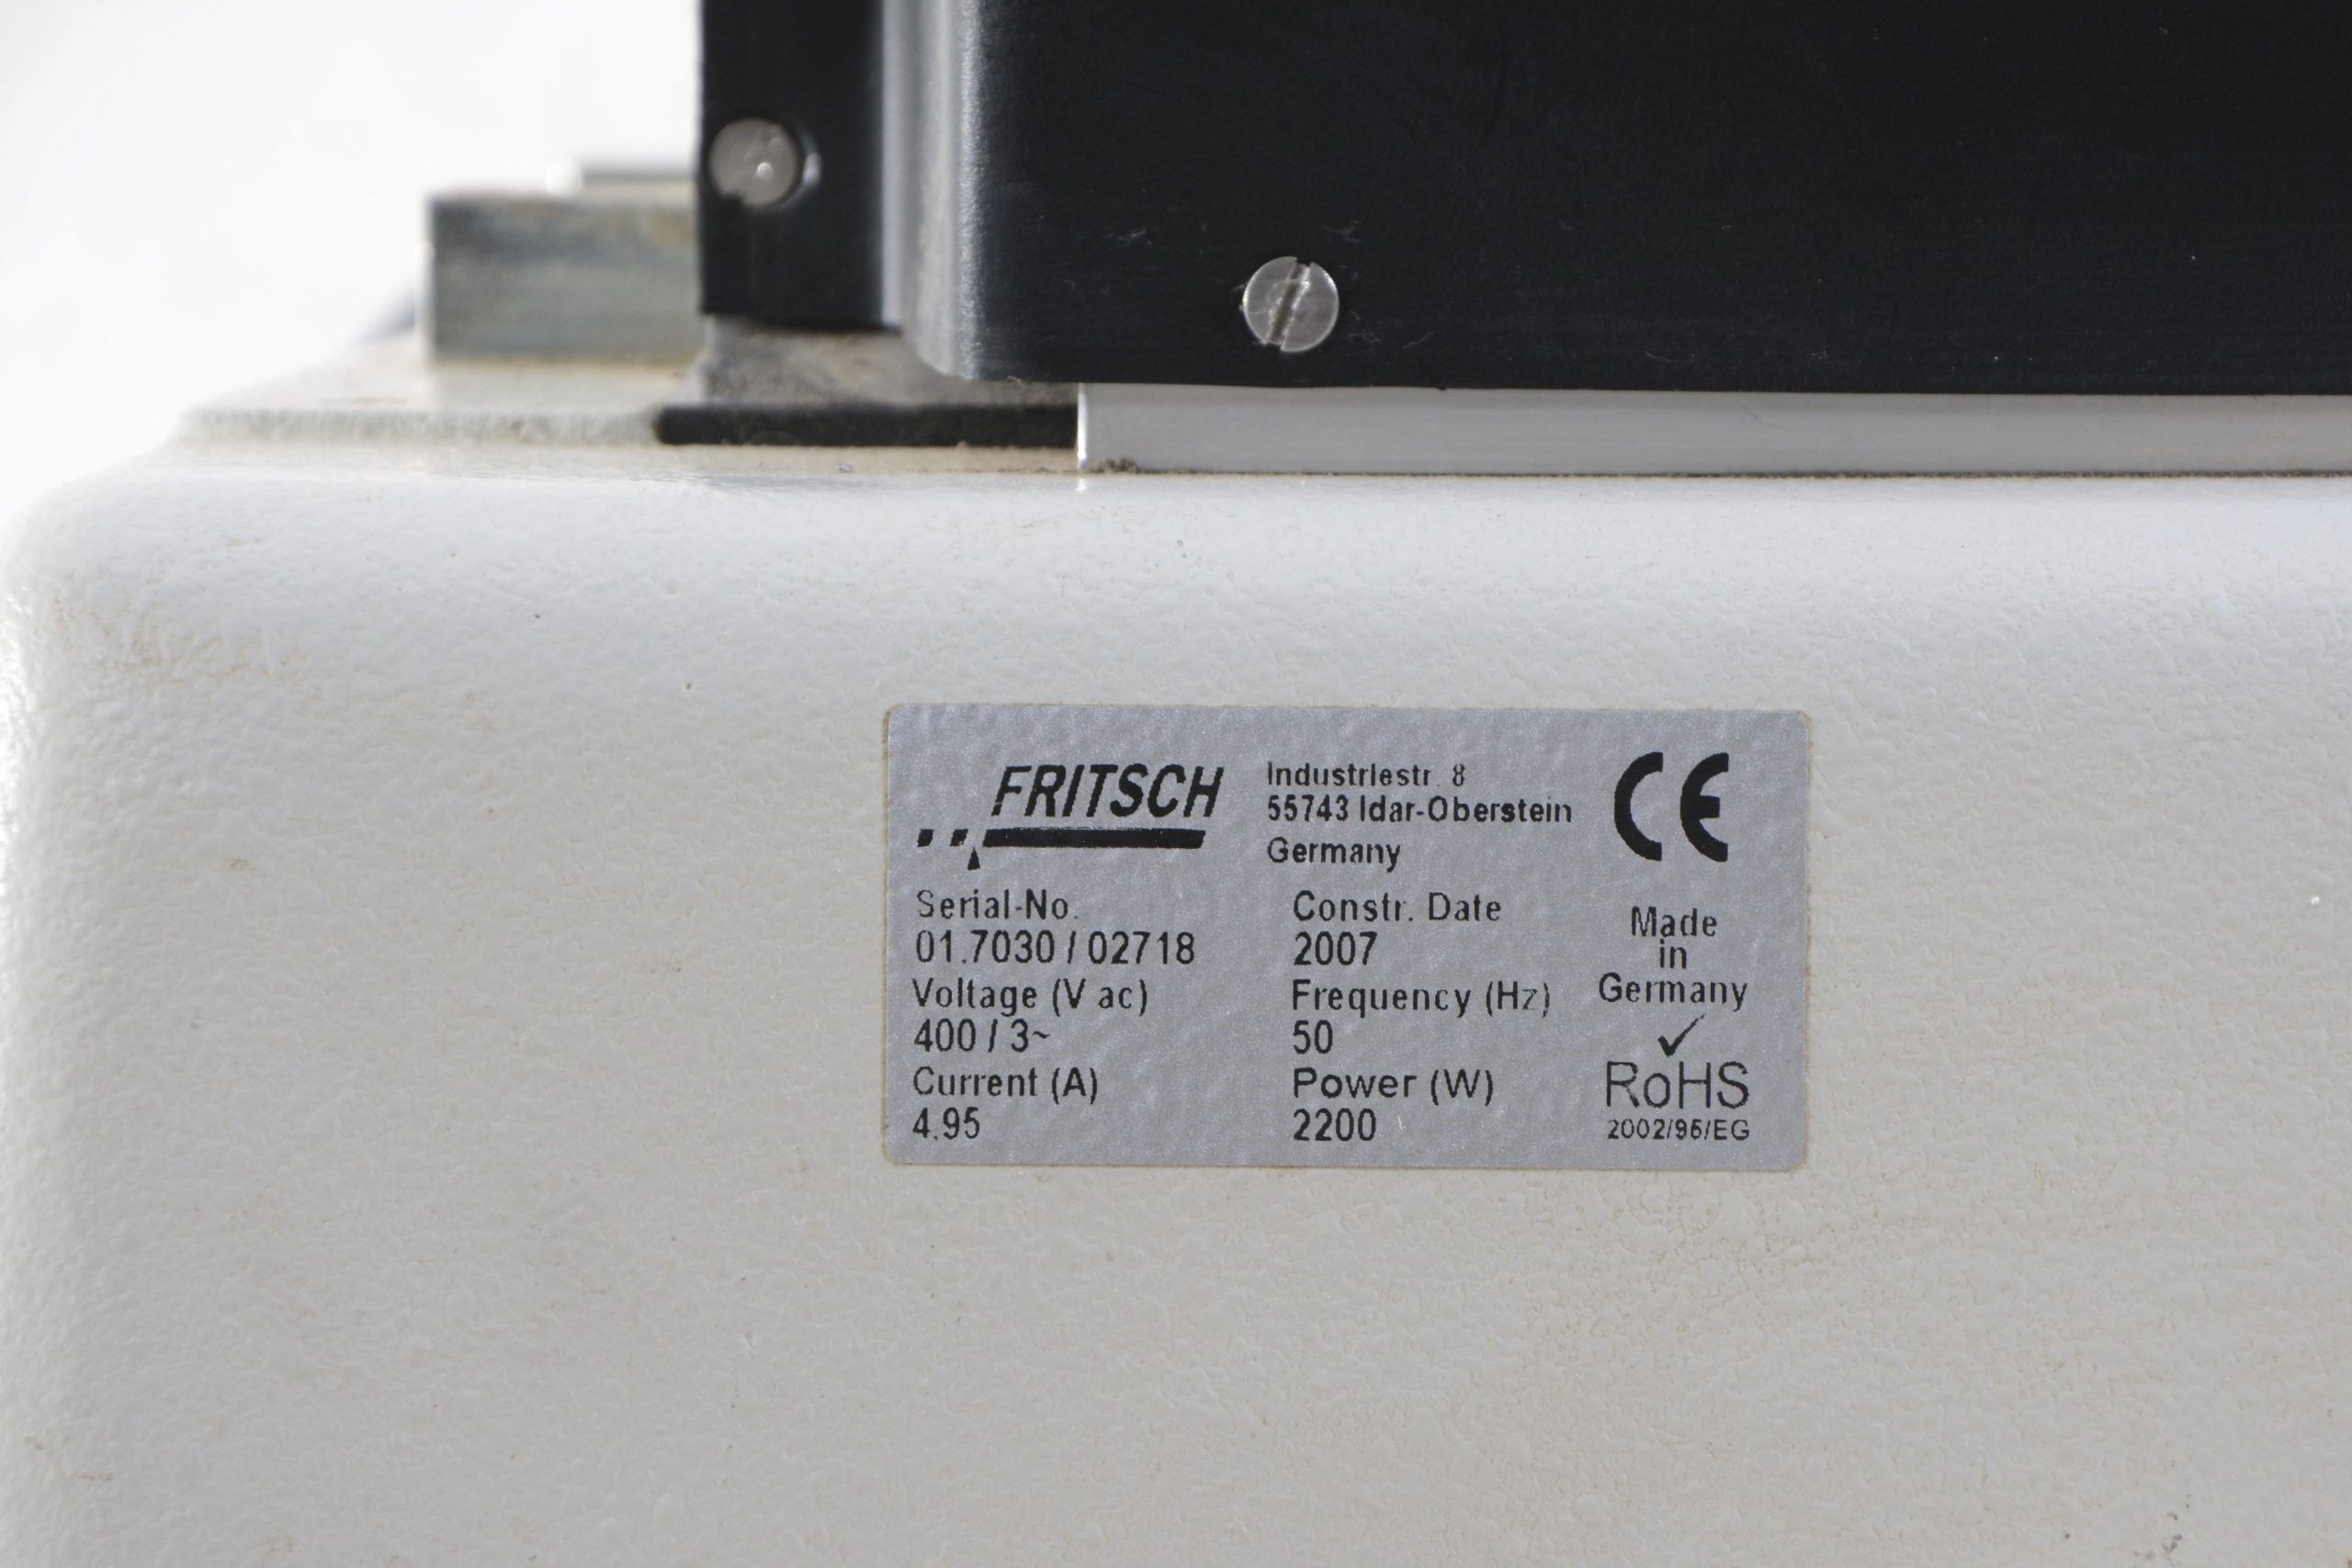 FRITSCH
Industriestr. 8
55743 Idar-Oberstein
Germany
CE
Serial-No.
01.7030 / 02718
Constr. Date
2007
Voltage (V ac)
400 / 3~
Frequency (Hz)
50
Current (A)
4.95
Power (W)
2200
Made
in
Germany
✓
RoHS
2002/95/EG